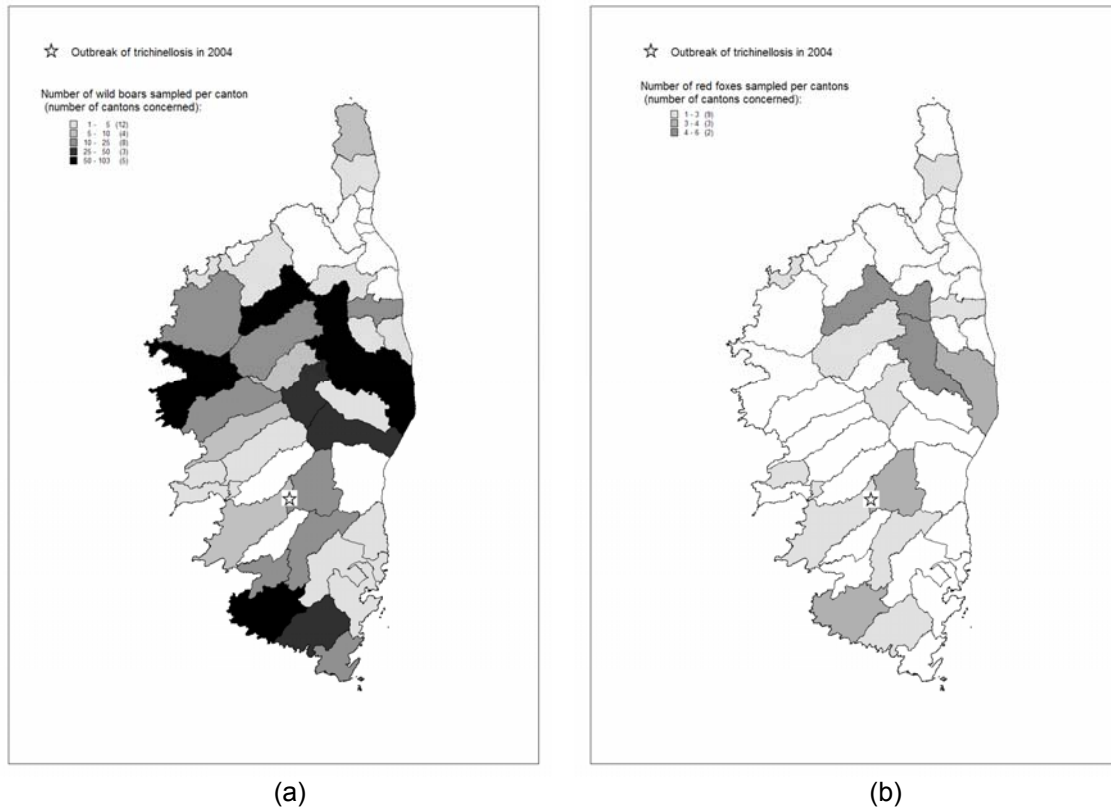 Outbreak of trichinellosis in 2004
Number of wild boars sampled per canton
(number of cantons concerned):
1 - 5 (12)
5 - 10 (4)
10 - 25 (8)
25 - 50 (3)
50 - 103 (5)
(a)
Outbreak of trichinellosis in 2004
Number of red foxes sampled per cantons
(number of cantons concerned):
1 - 3 (9)
3 - 4 (3)
4 - 6 (2)
(b)